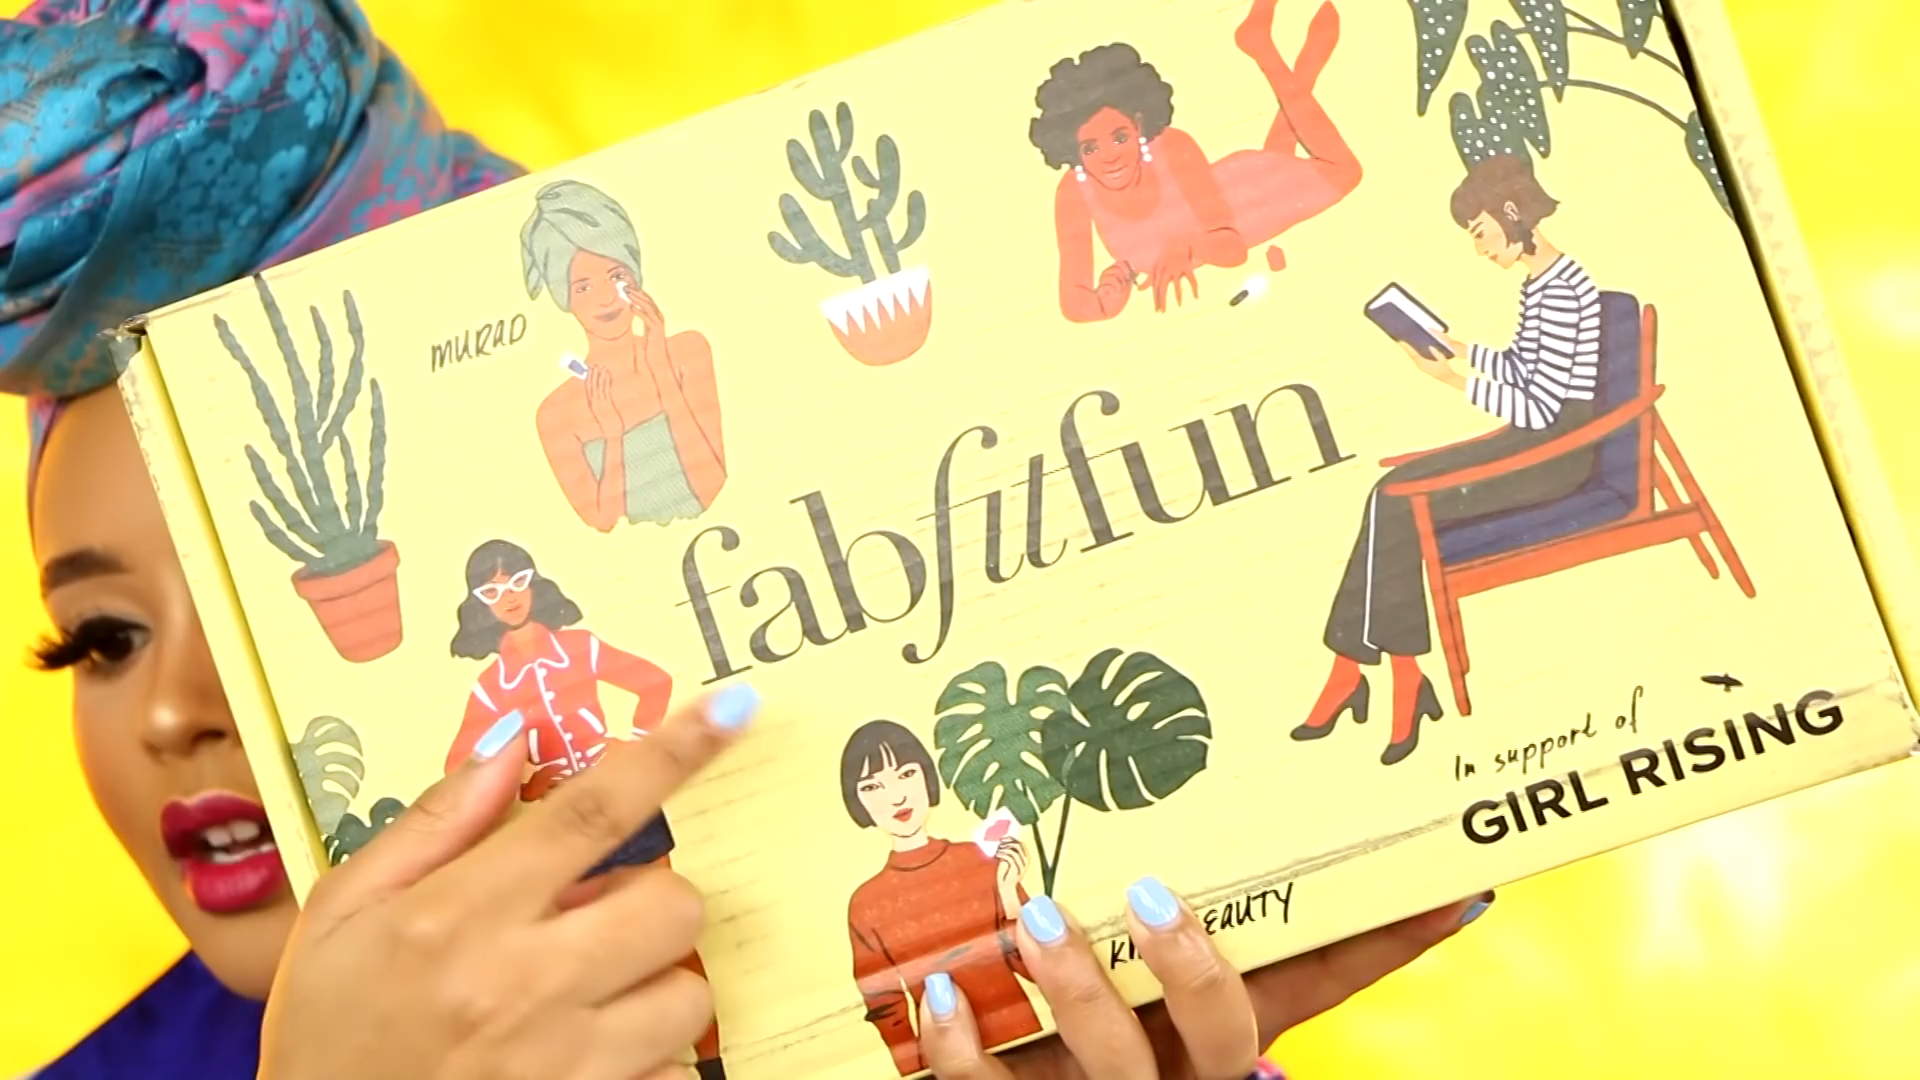 MURAD
fabfitfun
In support of
GIRL RISING